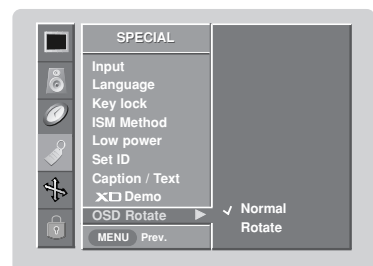 SPECIAL
Input
Language
Key lock
ISM Method
Low power
Set ID
Caption / Text
XD Demo
OSD Rotate
Normal
Rotate
MENU Prev.